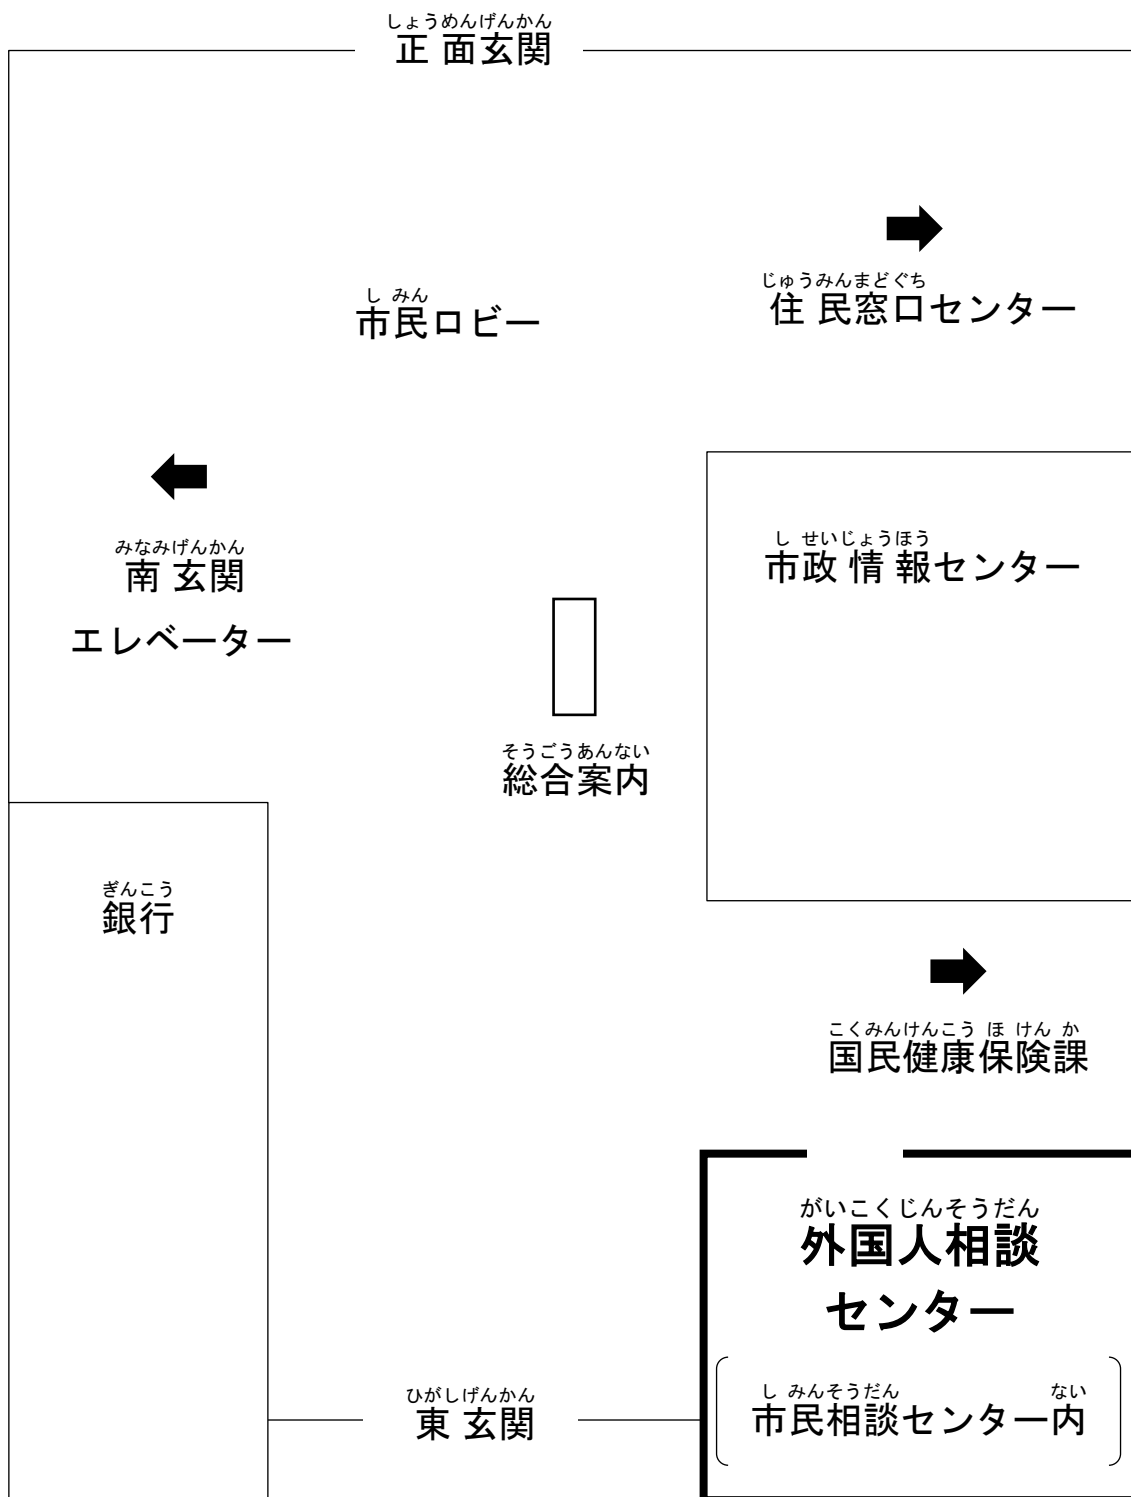 しょうめんげんかん
正面玄関
じゅうみんまどぐち
住民窓口センター
しみん
市民ロビー
みなみげんかん
南玄関
エレベーター
しせいじょうほう
市政情報センター
そうごうあんない
総合案内
ぎんこう
銀行
こくみんけんこうほけんか
国民健康保険課
がいこくじんそうだん
外国人相談
センター
しみんそうだん ない
市民相談センター内
ひがしげんかん
東玄関